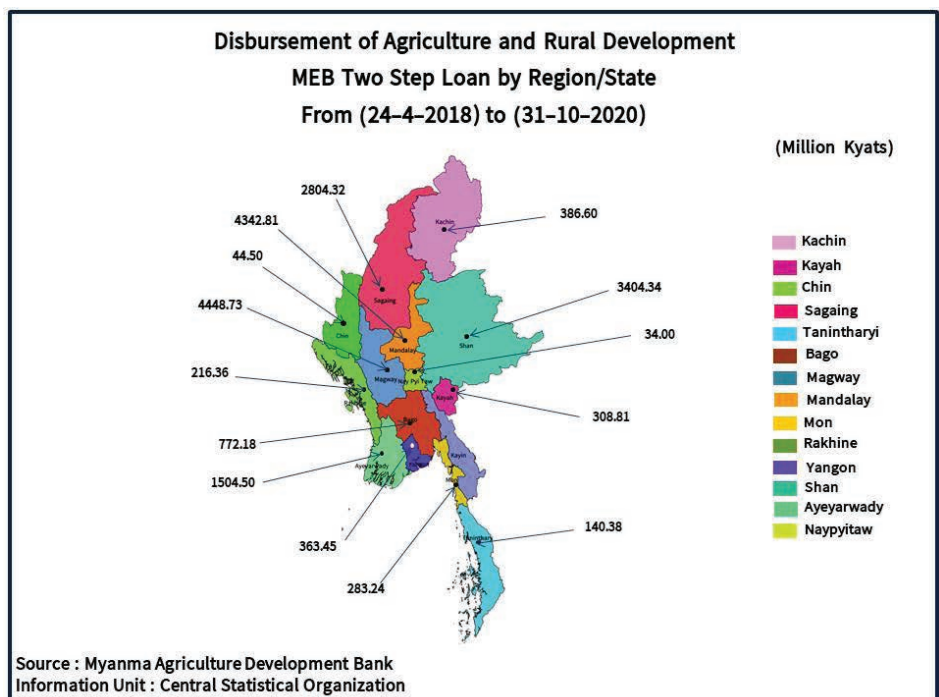 Disbursement of Agriculture and Rural Development
MEB Two Step Loan by Region/State
From (24-4-2018) to (31-10-2020)
(Million Kyats)
2804.32
4342.81
44.50
4448.73
216.36
772.18
1504.50
363.45
283.24
386.60
3404.34
34.00
308.81
140.38
Kachin
Sagaing
Chin
Mandalay
Shan
Magway
Nay Pyi Taw
Kayah
Bago
Kayin
Ayeyarwady
Kachin
Kayah
Chin
Sagaing
Tanintharyi
Bago
Magway
Mandalay
Mon
Rakhine
Yangon
Shan
Ayeyarwady
Naypyitaw
Source : Myanma Agriculture Development Bank
Information Unit : Central Statistical Organization